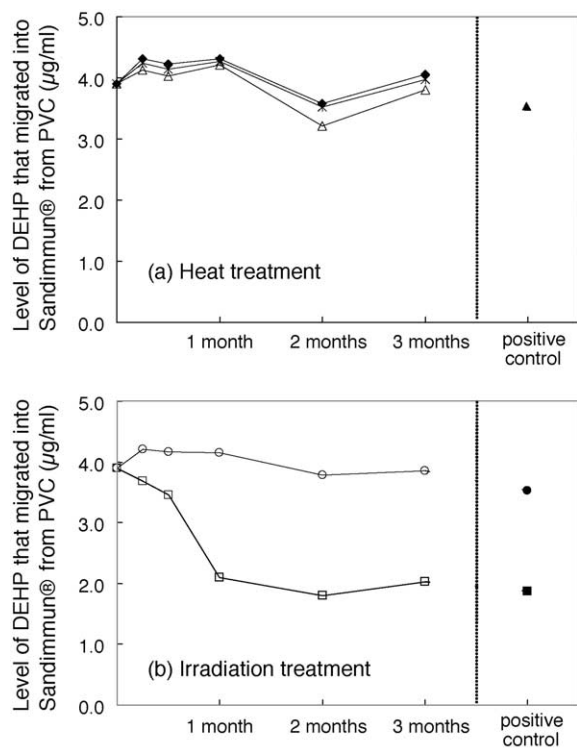 Level of DEHP that migrated into
Sandimmun® from PVC (µg/ml)
5.0
4.0
3.0
2.0
1.0
0.0
(a) Heat treatment
1 month
2 months
3 months
positive
control
Level of DEHP that migrated into
Sandimmun® from PVC (µg/ml)
5.0
4.0
3.0
2.0
1.0
0.0
(b) Irradiation treatment
1 month
2 months
3 months
positive
control